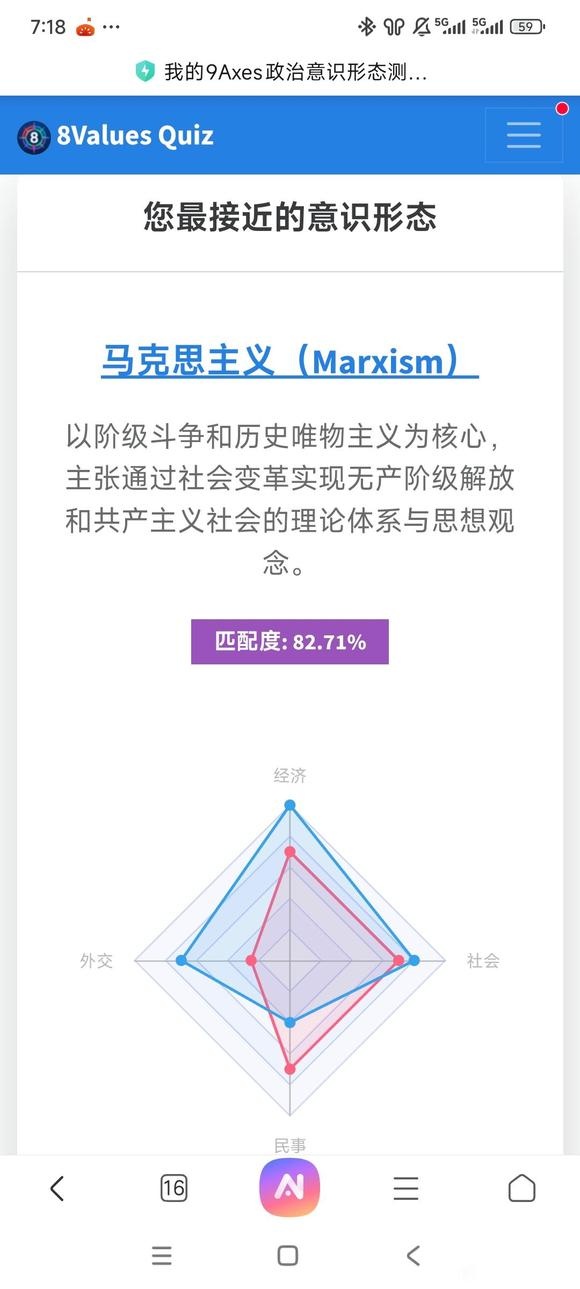 7:18
5G 5G 59
我的9Axes政治意识形态测...
8 8Values Quiz
您最接近的意识形态
马克思主义（Marxism）
以阶级斗争和历史唯物主义为核心，
主张通过社会变革实现无产阶级解放
和共产主义社会的理论体系与思想观
念。
匹配度: 82.71%
经济
外交
社会
民事
16